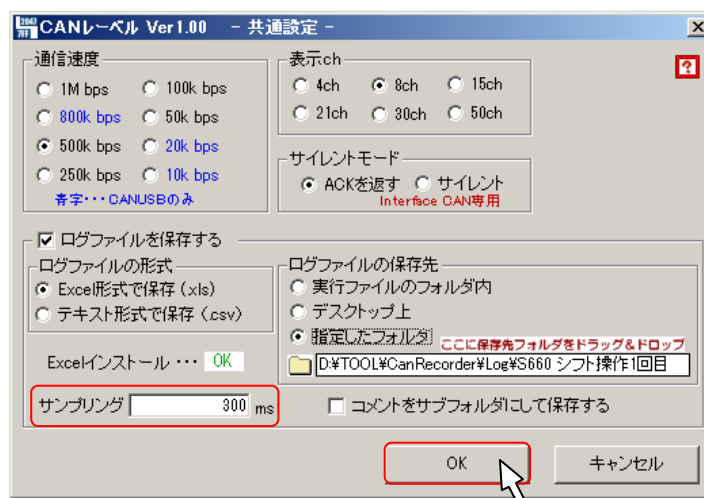 2047
7FF
CANレーベル Ver1.00 - 共通設定 -
通信速度
1M bps
100k bps
800k bps
50k bps
500k bps
20k bps
250k bps
10k bps
青字・・・CANUSBのみ
表示ch
4ch
8ch
15ch
21ch
30ch
50ch
?
サイレントモード
ACKを返す
サイレント
Interface CAN専用
ログファイルを保存する
ログファイルの形式
Excel形式で保存 (.xls)
テキスト形式で保存 (.csv)
Excelインストール ・・・ OK
サンプリング 300 ms
ログファイルの保存先
実行ファイルのフォルダ内
デスクトップ上
指定したフォルダ
ここに保存先フォルダをドラッグ&ドロップ
D:¥TOOL¥CanRecorder¥Log¥S660 シフト操作1回目
コメントをサブフォルダにして保存する
OK
キャンセル